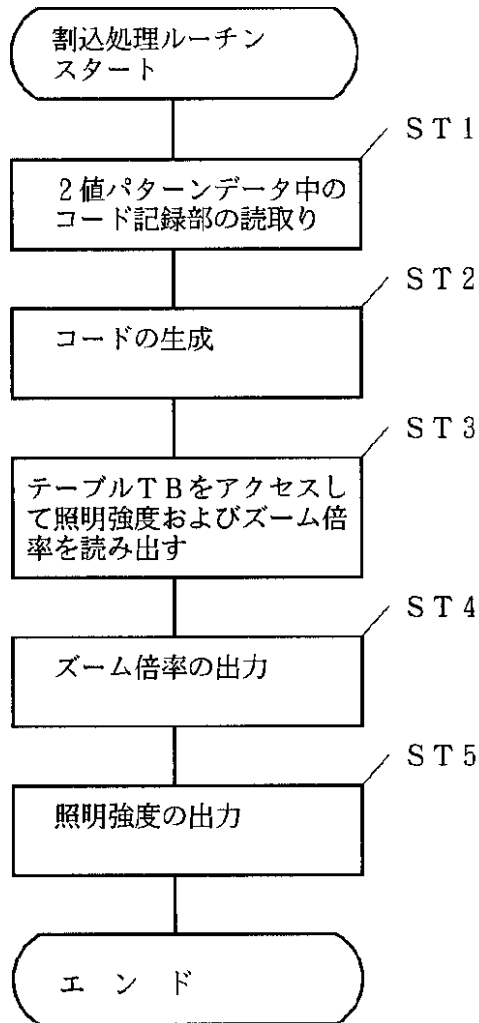 割込処理ルーチン
スタート
ST1
2値パターンデータ中の
コード記録部の読取り
ST2
コードの生成
ST3
テーブルTBをアクセスし
て照明強度およびズーム倍
率を読み出す
ST4
ズーム倍率の出力
ST5
照明強度の出力
エンド